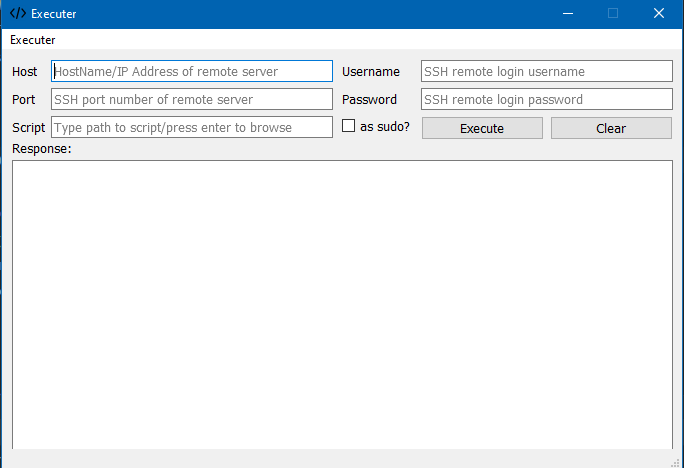 </> Executer
Executer
Host HostName/IP Address of remote server Username SSH remote login username
Port SSH port number of remote server Password SSH remote login password
Script Type path to script/press enter to browse as sudo? Execute Clear
Response: